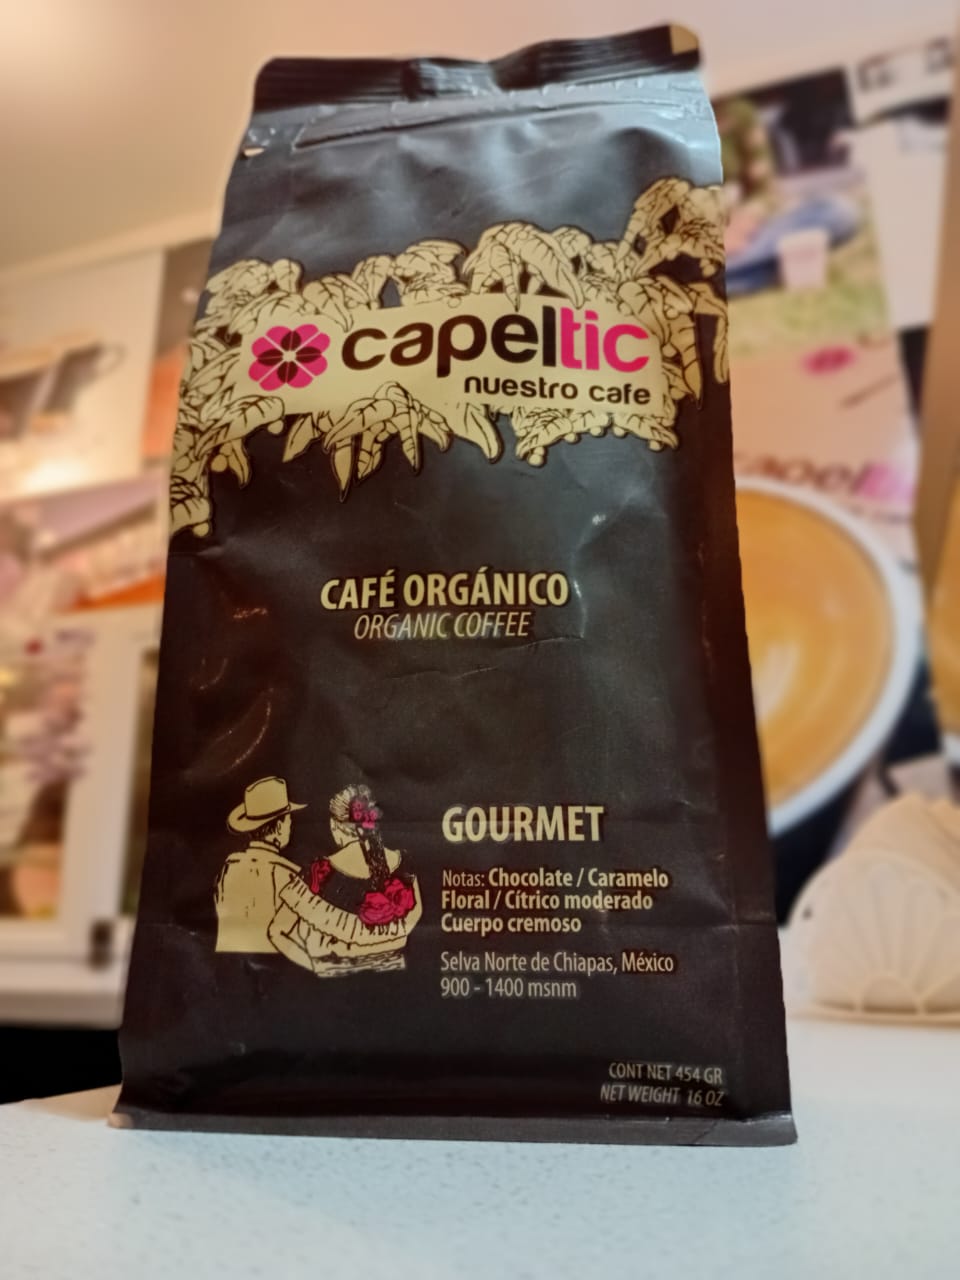 capeltic
nuestro cafe
CAFÉ ORGÁNICO
ORGANIC COFFEE
GOURMET
Notas: Chocolate / Caramelo
Floral / Cítrico moderado
Cuerpo cremoso
Selva Norte de Chiapas, México
900 - 1400 msnm
CONT NET 454 GR
NET WEIGHT 16 OZ